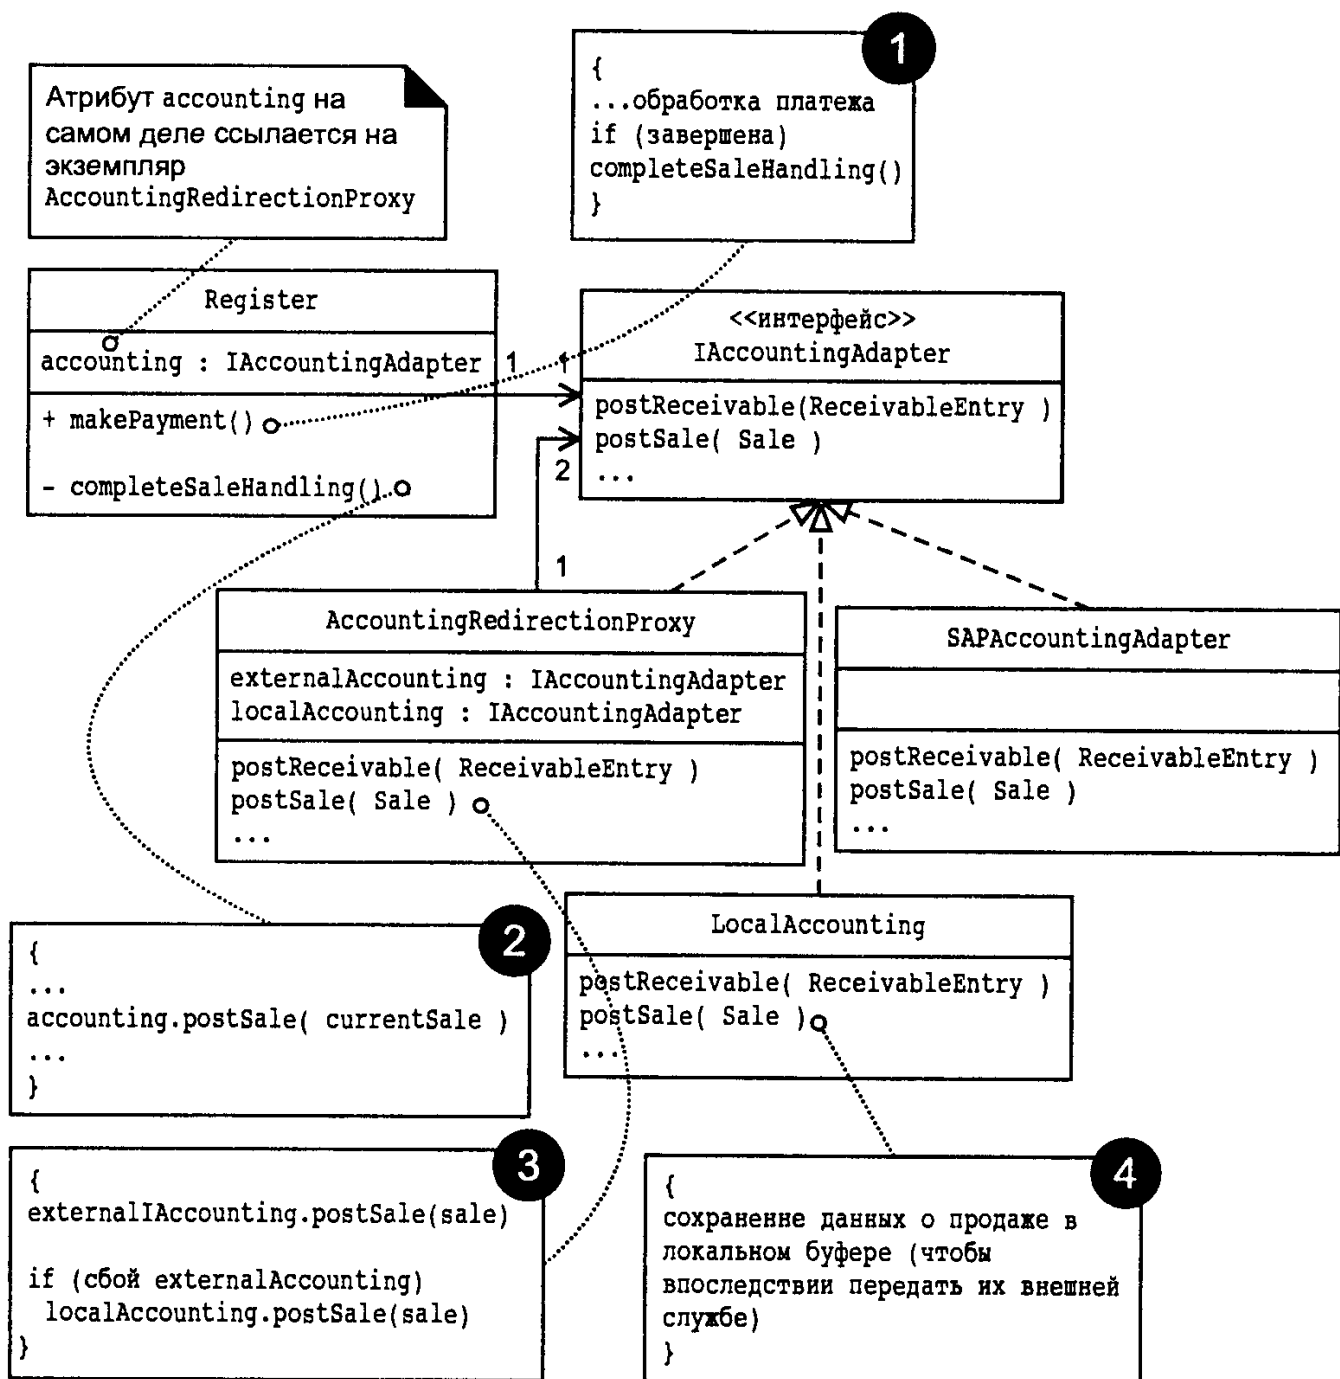 1
{
...обработка платежа
if (завершена)
completeSaleHandling()
}
Атрибут accounting на
самом деле ссылается на
экземпляр
AccountingRedirectionProxy
Register
accounting : IAccountingAdapter
+ makePayment()
- completeSaleHandling()
1
1
<<интерфейс>>
IAccountingAdapter
postReceivable(ReceivableEntry )
postSale( Sale )
...
2
1
AccountingRedirectionProxy
externalAccounting : IAccountingAdapter
localAccounting : IAccountingAdapter
postReceivable( ReceivableEntry )
postSale( Sale )
...
SAPAccountingAdapter
postReceivable( ReceivableEntry )
postSale( Sale )
...
LocalAccounting
postReceivable( ReceivableEntry )
postSale( Sale )
...
2
{
...
accounting.postSale( currentSale )
...
}
3
{
externalIAccounting.postSale(sale)
if (сбой externalAccounting)
localAccounting.postSale(sale)
}
4
{
сохранение данных о продаже в
локальном буфере (чтобы
впоследствии передать их внешней
службе)
}